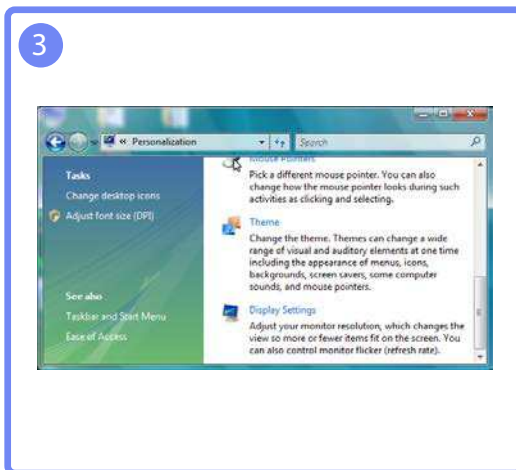 3
« Personalization
Search
Tasks
Change desktop icons
Adjust font size (DPI)
See also
Taskbar and Start Menu
Ease of Access
Mouse Pointers
Pick a different mouse pointer. You can also
change how the mouse pointer looks during such
activities as clicking and selecting.
Theme
Change the theme. Themes can change a wide
range of visual and auditory elements at one time
including the appearance of menus, icons,
backgrounds, screen savers, some computer
sounds, and mouse pointers.
Display Settings
Adjust your monitor resolution, which changes the
view so more or fewer items fit on the screen. You
can also control monitor flicker (refresh rate).